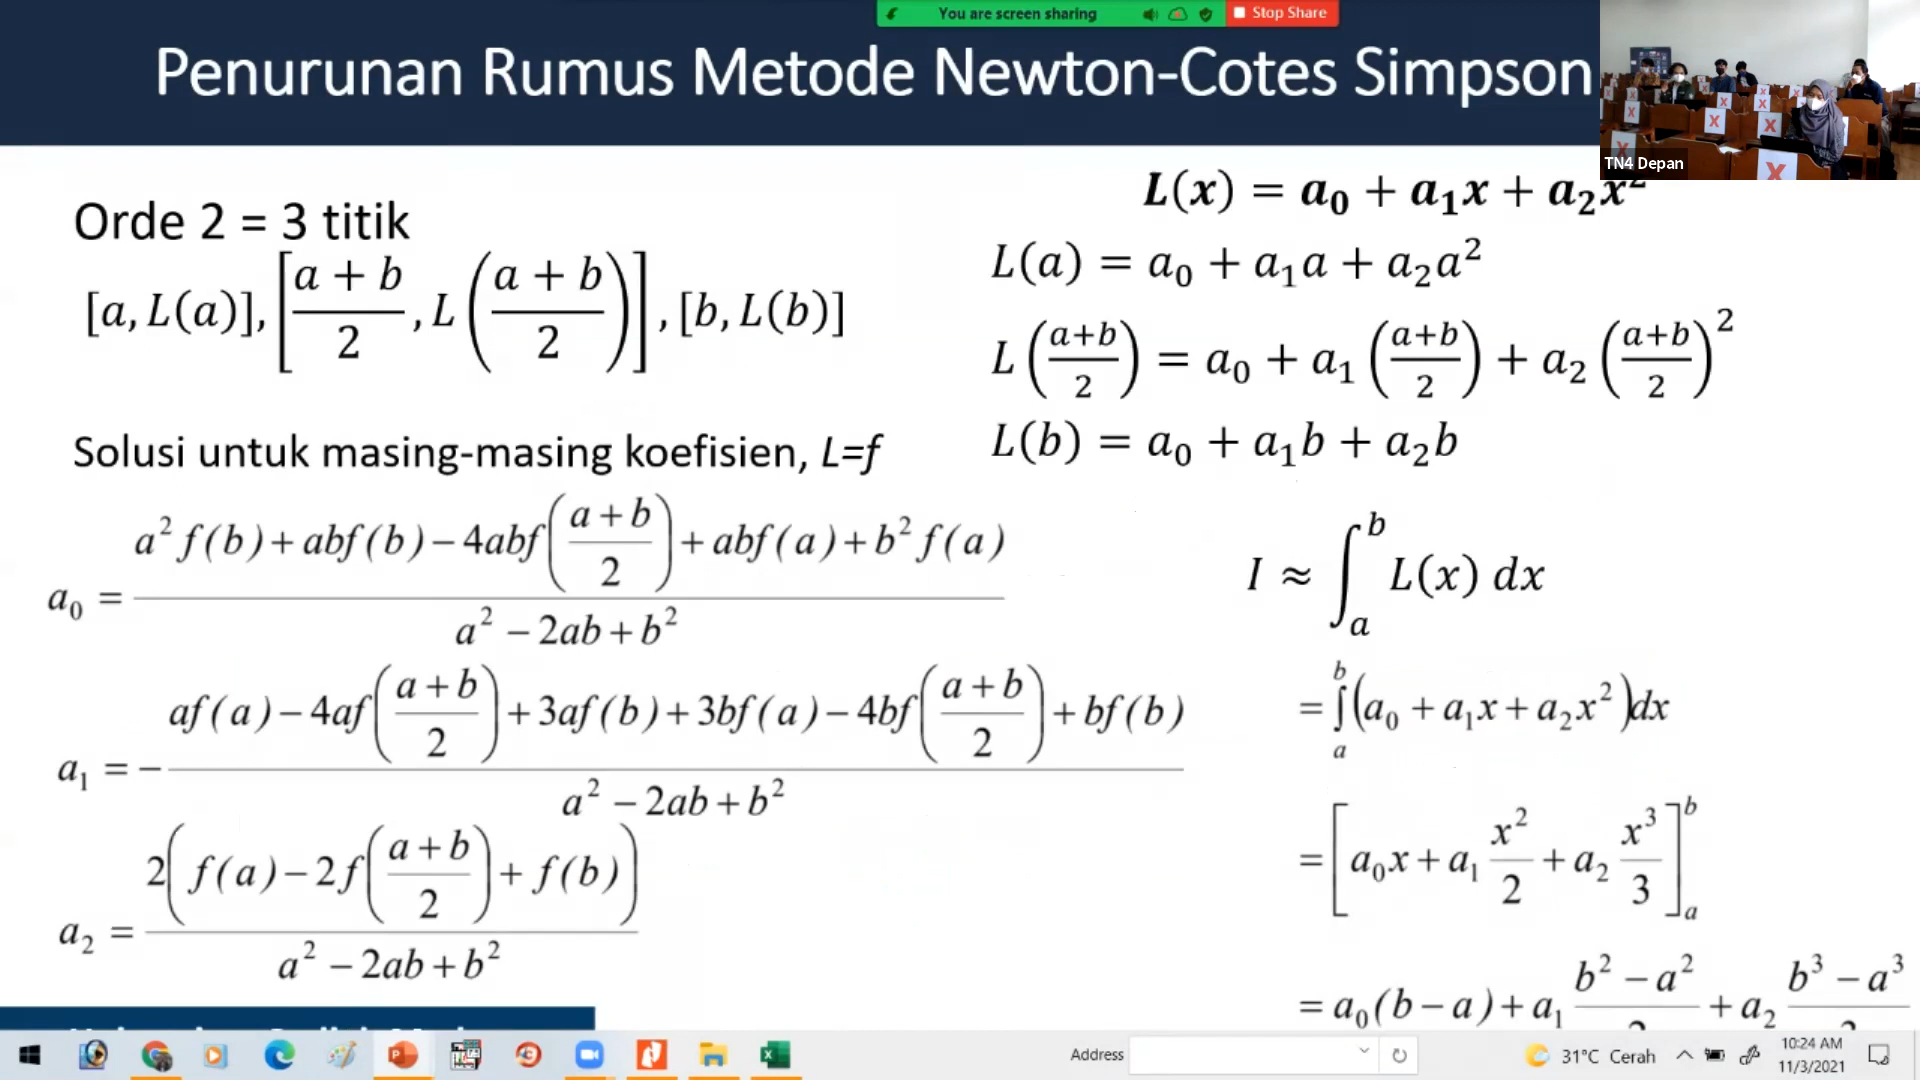 You are screen sharing
Stop Share
Penurunan Rumus Metode Newton-Cotes Simpson
TN4 Depan
Orde 2 = 3 titik
[a, L(a)], [(a + b)/2, L((a + b)/2)], [b, L(b)]
L(x) = a₀ + a₁x + a₂x²
L(a) = a₀ + a₁a + a₂a²
L((a+b)/2) = a₀ + a₁((a+b)/2) + a₂((a+b)/2)²
L(b) = a₀ + a₁b + a₂b
Solusi untuk masing-masing koefisien, L=f
a₀ = (a² f(b) + abf(b) − 4abf((a + b)/2) + abf(a) + b² f(a)) / (a² − 2ab + b²)
a₁ = − (af(a) − 4af((a + b)/2) + 3af(b) + 3bf(a) − 4bf((a + b)/2) + bf(b)) / (a² − 2ab + b²)
a₂ = 2(f(a) − 2f((a + b)/2) + f(b)) / (a² − 2ab + b²)
I ≈ ∫ₐᵇ L(x) dx
= ∫ₐᵇ (a₀ + a₁x + a₂x²)dx
= [a₀x + a₁ x²/2 + a₂ x³/3]ₐᵇ
= a₀(b − a) + a₁ b² − a² + a₂ b³ − a³
Address
31°C Cerah
10:24 AM
11/3/2021